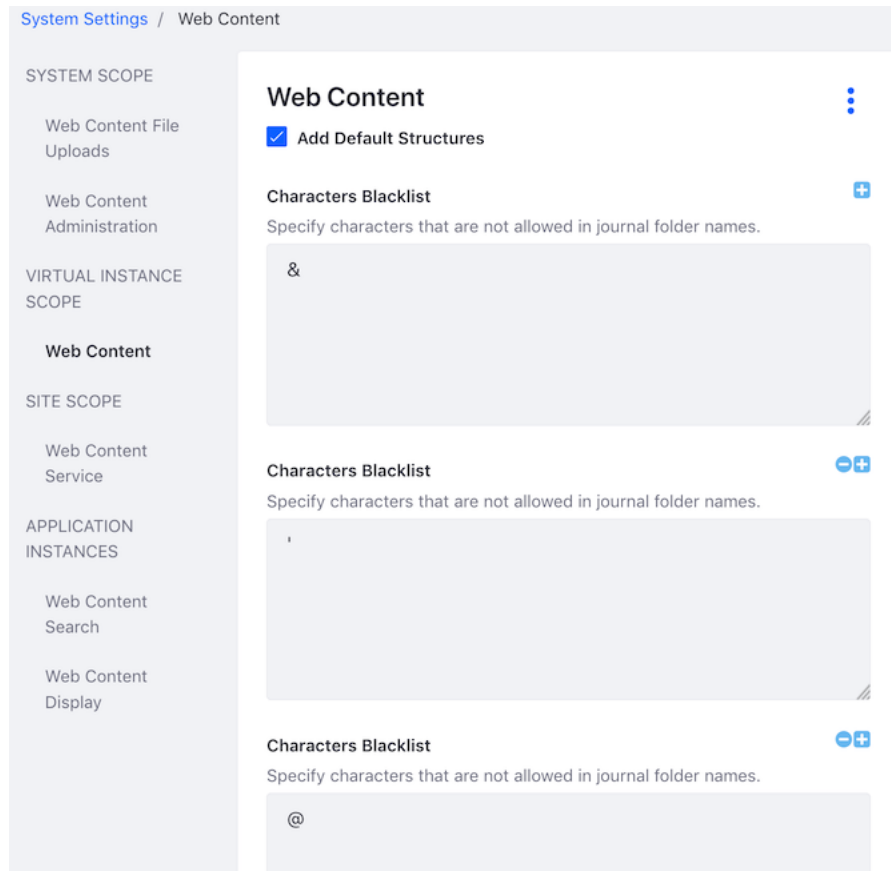 System Settings / Web Content
SYSTEM SCOPE
Web Content File
Uploads
Web Content
Administration
VIRTUAL INSTANCE
SCOPE
Web Content
SITE SCOPE
Web Content
Service
APPLICATION
INSTANCES
Web Content
Search
Web Content
Display
Web Content
Add Default Structures
Characters Blacklist
Specify characters that are not allowed in journal folder names.
&
Characters Blacklist
Specify characters that are not allowed in journal folder names.
'
Characters Blacklist
Specify characters that are not allowed in journal folder names.
@